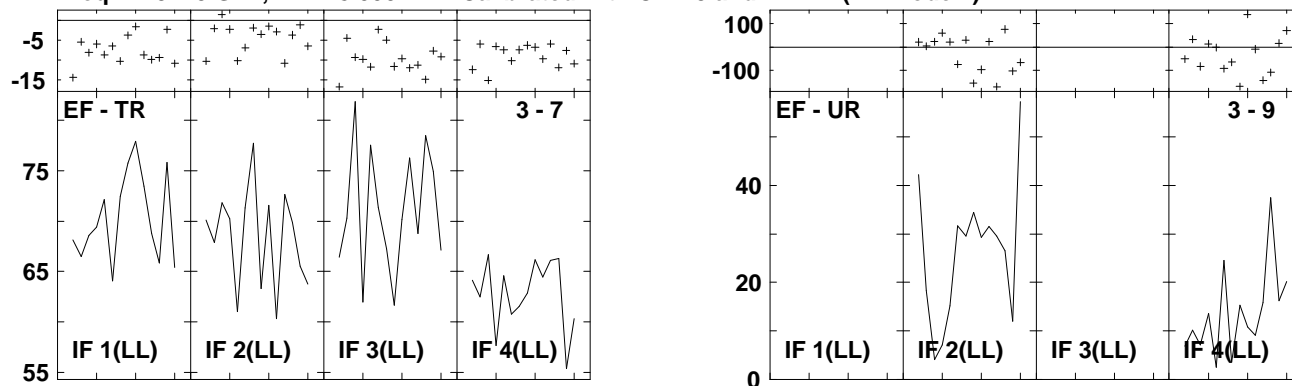 -5
-15
EF - TR
3 - 7
75
65
55
IF 1(LL)
IF 2(LL)
IF 3(LL)
IF 4(LL)
100
-100
EF - UR
3 - 9
40
20
0
IF 1(LL)
IF 2(LL)
IF 3(LL)
IF 4(LL)